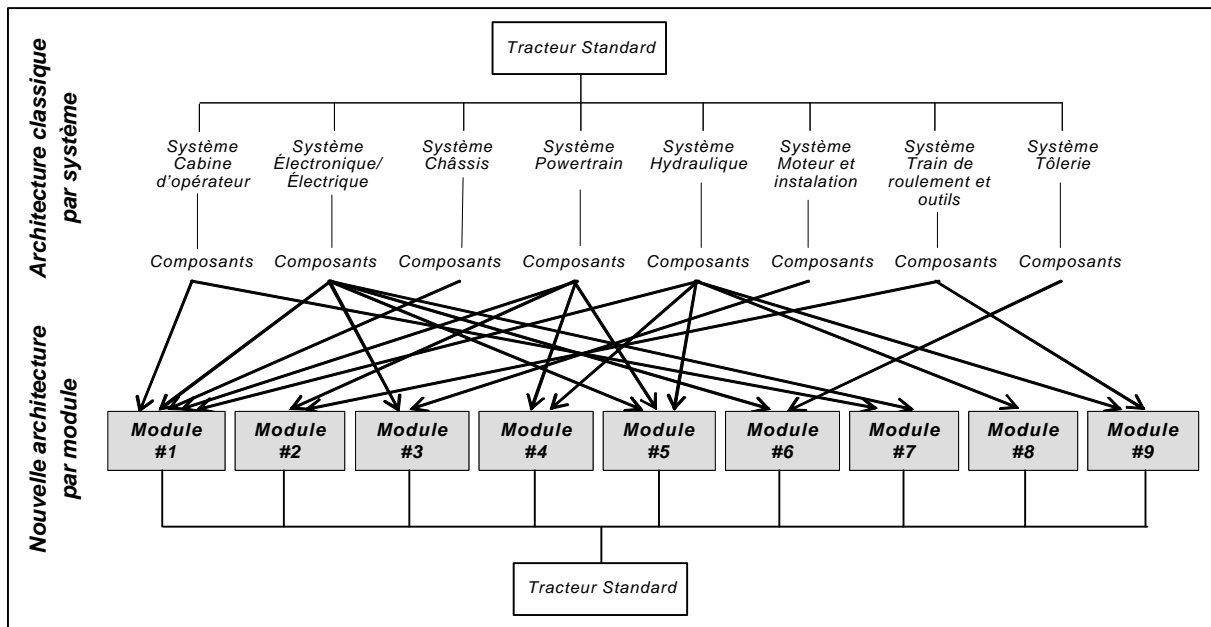 Architecture classique
par système
Tracteur Standard
Système
Cabine
d'opérateur
Système
Électronique/
Électrique
Système
Châssis
Système
Powertrain
Système
Hydraulique
Système
Moteur et
instalation
Système
Train de
roulement et
outils
Système
Tôlerie
Composants
Composants
Composants
Composants
Composants
Composants
Composants
Composants
Nouvelle architecture
par module
Module
#1
Module
#2
Module
#3
Module
#4
Module
#5
Module
#6
Module
#7
Module
#8
Module
#9
Tracteur Standard